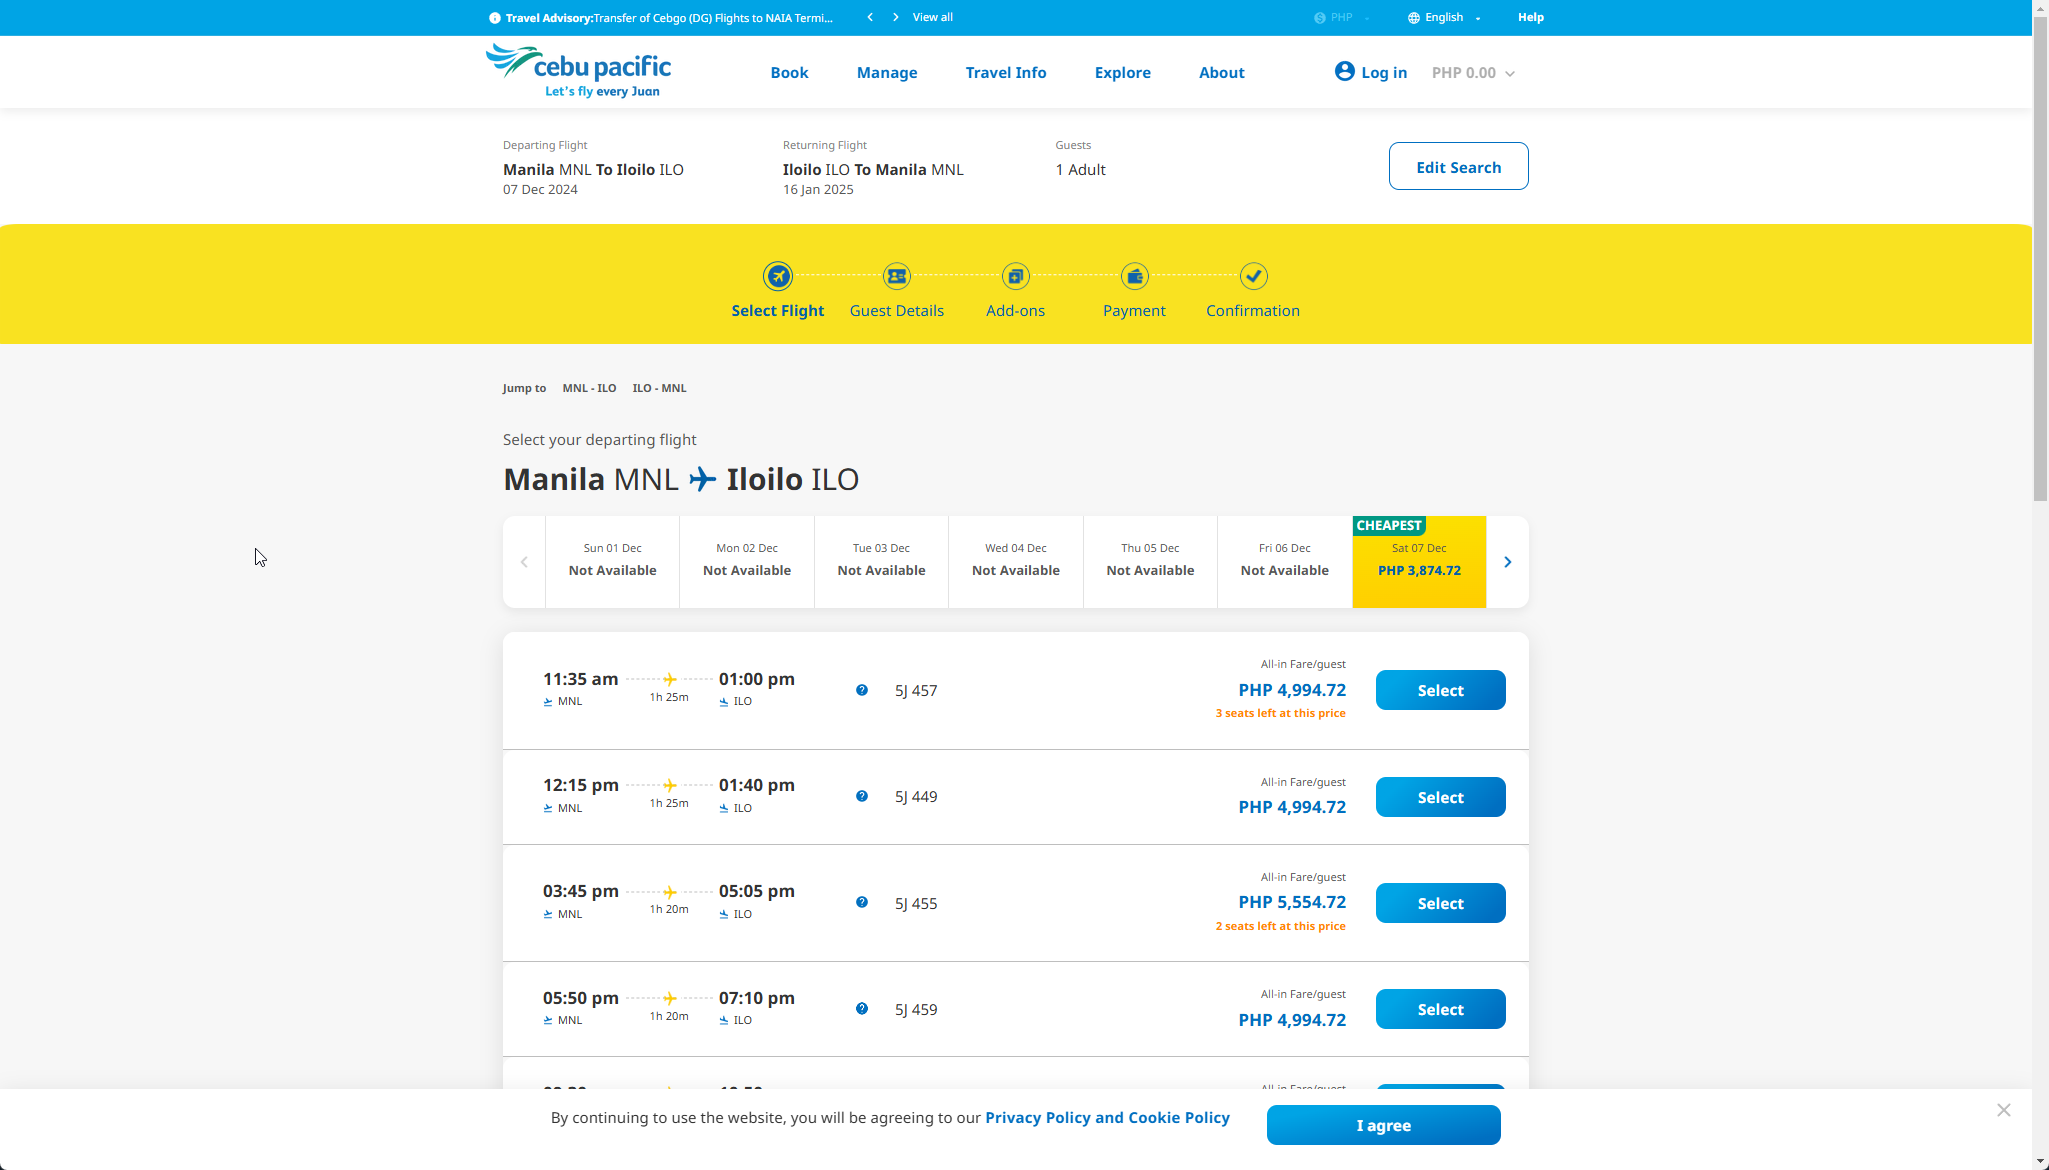 Travel Advisory:Transfer of Cebgo (DG) Flights to NAIA Termi...
View all
PHP
English
Help
cebu pacific
Let's fly every Juan
Book
Manage
Travel Info
Explore
About
Log in
PHP 0.00
Departing Flight
Manila MNL To Iloilo ILO
07 Dec 2024
Returning Flight
Iloilo ILO To Manila MNL
16 Jan 2025
Guests
1 Adult
Edit Search
Select Flight
Guest Details
Add-ons
Payment
Confirmation
Jump to
MNL - ILO
ILO - MNL
Select your departing flight
Manila MNL Iloilo ILO
Sun 01 Dec
Not Available
Mon 02 Dec
Not Available
Tue 03 Dec
Not Available
Wed 04 Dec
Not Available
Thu 05 Dec
Not Available
Fri 06 Dec
Not Available
CHEAPEST
Sat 07 Dec
PHP 3,874.72
11:35 am
MNL
1h 25m
01:00 pm
ILO
5J 457
All-in Fare/guest
PHP 4,994.72
3 seats left at this price
Select
12:15 pm
MNL
1h 25m
01:40 pm
ILO
5J 449
All-in Fare/guest
PHP 4,994.72
Select
03:45 pm
MNL
1h 20m
05:05 pm
ILO
5J 455
All-in Fare/guest
PHP 5,554.72
2 seats left at this price
Select
05:50 pm
MNL
1h 20m
07:10 pm
ILO
5J 459
All-in Fare/guest
PHP 4,994.72
Select
All-in Fare/guest
By continuing to use the website, you will be agreeing to our Privacy Policy and Cookie Policy
I agree